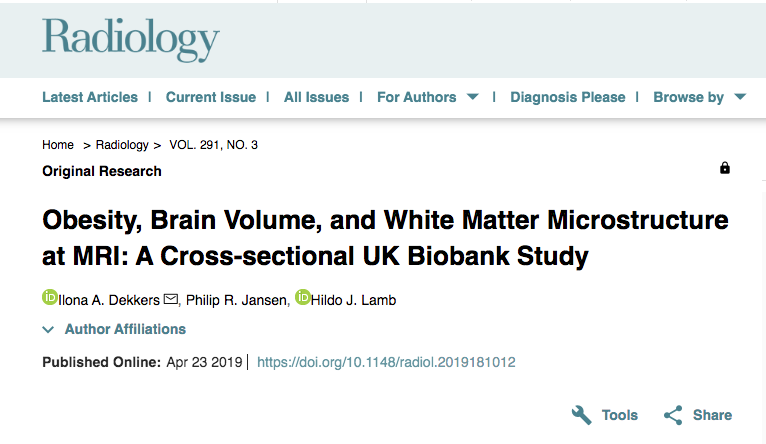 Radiology
Latest Articles | Current Issue | All Issues | For Authors | Diagnosis Please | Browse by
Home > Radiology > VOL. 291, NO. 3
Original Research
Obesity, Brain Volume, and White Matter Microstructure
at MRI: A Cross-sectional UK Biobank Study
iD Ilona A. Dekkers, Philip R. Jansen, iD Hildo J. Lamb
Author Affiliations
Published Online: Apr 23 2019 | https://doi.org/10.1148/radiol.2019181012
Tools Share